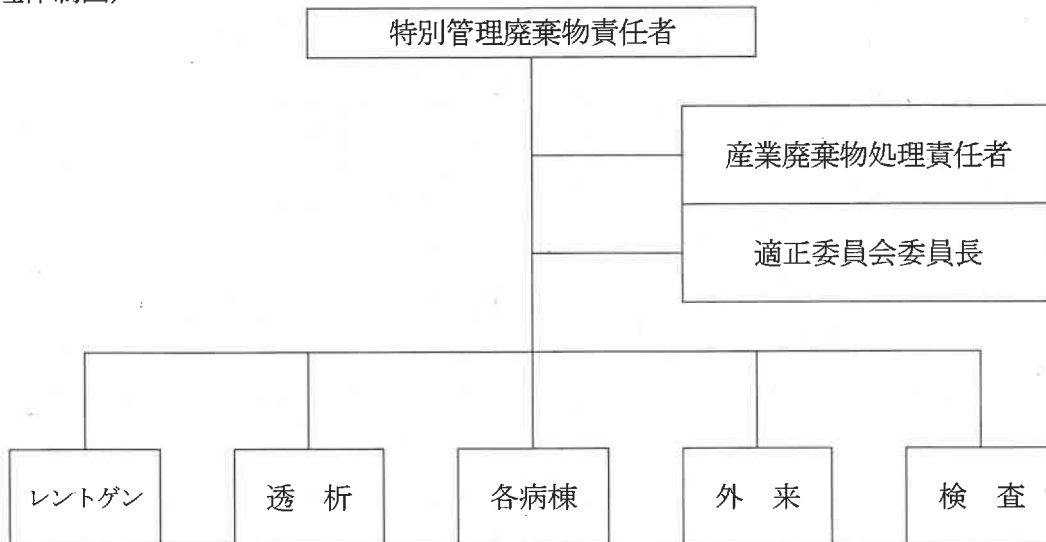 特別管理廃棄物責任者
産業廃棄物処理責任者
適正委員会委員長
レントゲン
透 析
各病棟
外 来
検 査